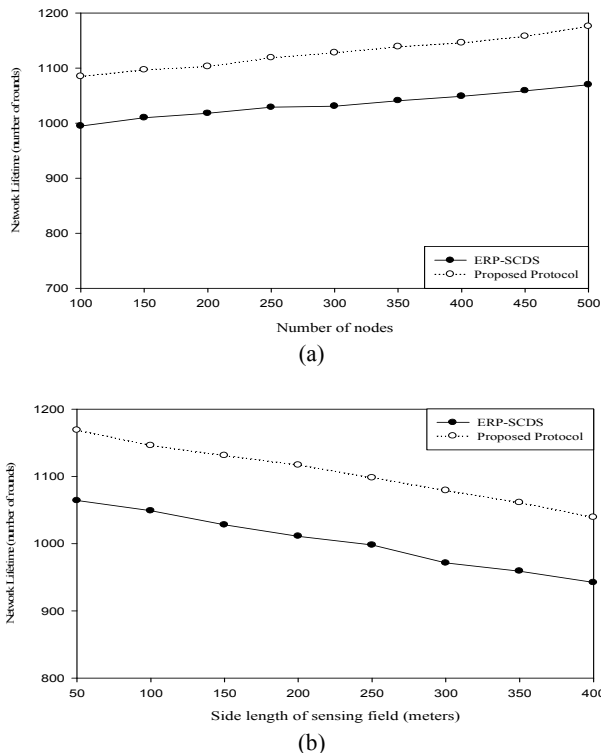 1200
1100
1000
900
800
700
Network Lifetime (number of rounds)
ERP-SCDS
Proposed Protocol
100 150 200 250 300 350 400 450 500
Number of nodes
(a)
1200
1100
1000
900
800
Network Lifetime (number of rounds)
ERP-SCDS
Proposed Protocol
50 100 150 200 250 300 350 400
Side length of sensing field (meters)
(b)